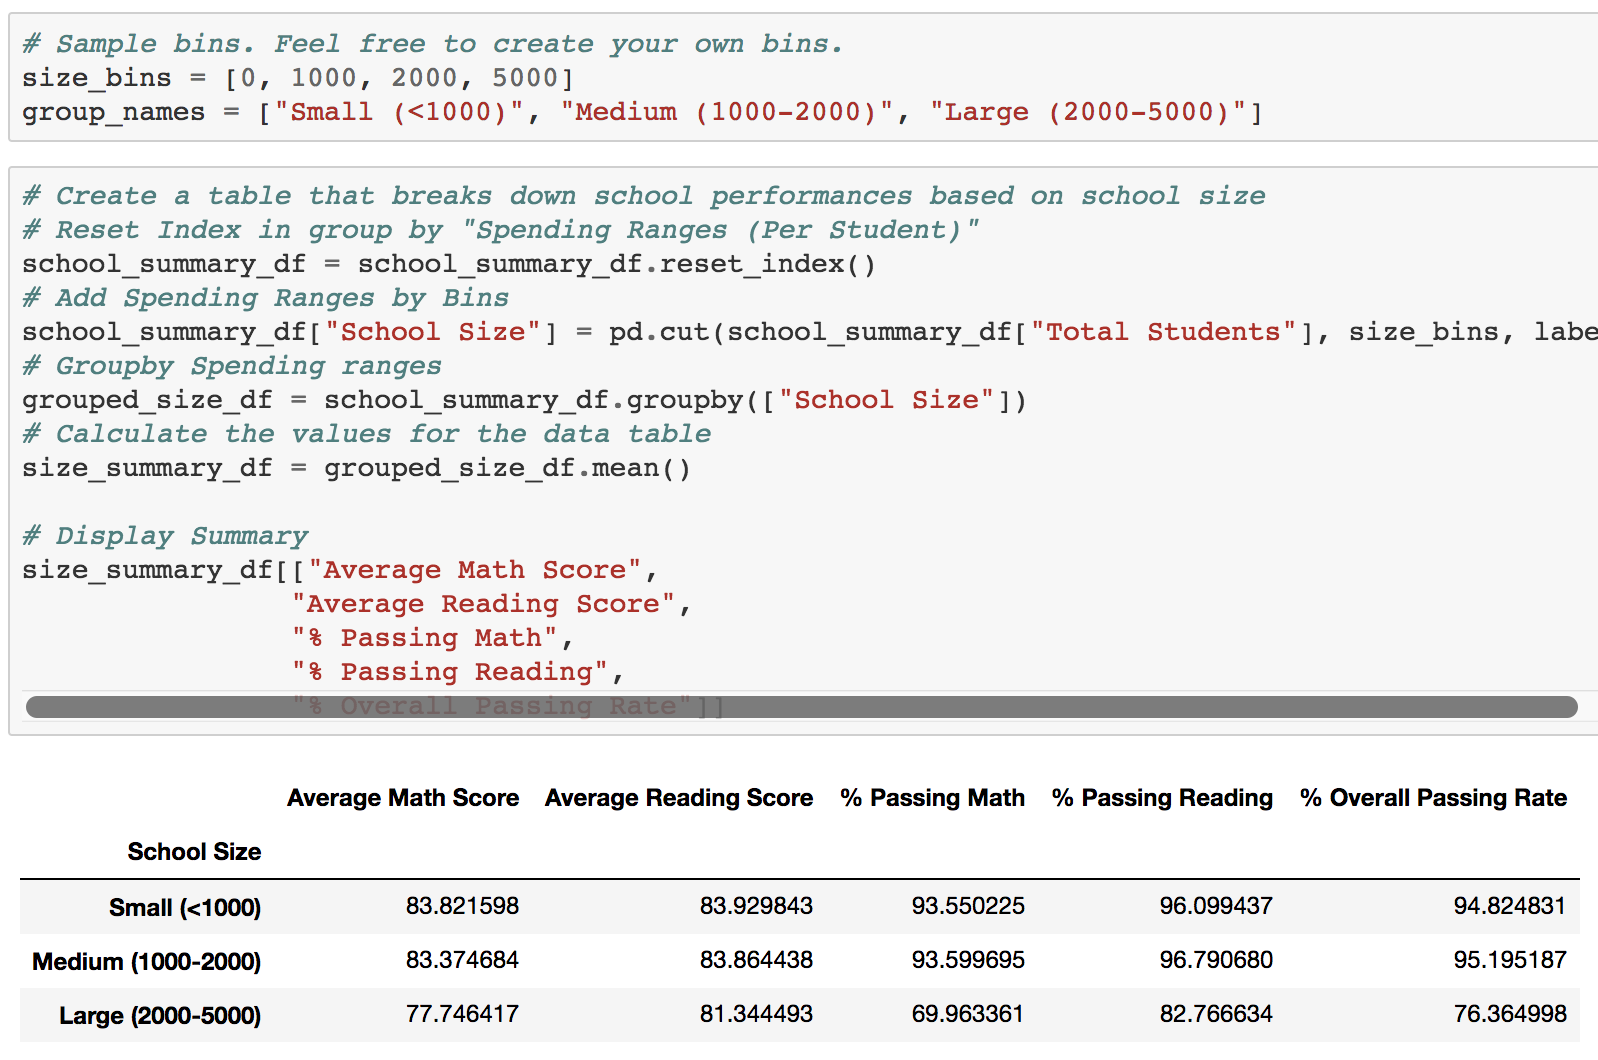 # Sample bins. Feel free to create your own bins.
size_bins = [0, 1000, 2000, 5000]
group_names = ["Small (<1000)", "Medium (1000-2000)", "Large (2000-5000)"]
# Create a table that breaks down school performances based on school size
# Reset Index in group by "Spending Ranges (Per Student)"
school_summary_df = school_summary_df.reset_index()
# Add Spending Ranges by Bins
school_summary_df["School Size"] = pd.cut(school_summary_df["Total Students"], size_bins, labe
# Groupby Spending ranges
grouped_size_df = school_summary_df.groupby(["School Size"])
# Calculate the values for the data table
size_summary_df = grouped_size_df.mean()
# Display Summary
size_summary_df[["Average Math Score",
"Average Reading Score",
"% Passing Math",
"% Passing Reading",
"% Overall Passing Rate"]]
Average Math Score Average Reading Score % Passing Math % Passing Reading % Overall Passing Rate
School Size
Small (<1000) 83.821598 83.929843 93.550225 96.099437 94.824831
Medium (1000-2000) 83.374684 83.864438 93.599695 96.790680 95.195187
Large (2000-5000) 77.746417 81.344493 69.963361 82.766634 76.364998